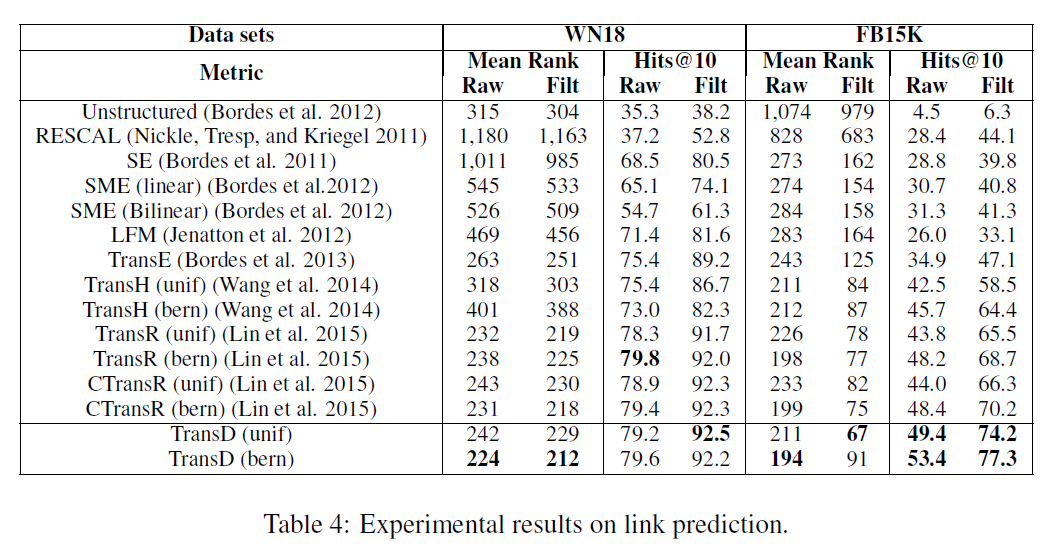 Data sets WN18 FB15K
Metric Mean Rank Hits@10 Mean Rank Hits@10
Raw Filt Raw Filt Raw Filt Raw Filt
Unstructured (Bordes et al. 2012) 315 304 35.3 38.2 1,074 979 4.5 6.3
RESCAL (Nickle, Tresp, and Kriegel 2011) 1,180 1,163 37.2 52.8 828 683 28.4 44.1
SE (Bordes et al. 2011) 1,011 985 68.5 80.5 273 162 28.8 39.8
SME (linear) (Bordes et al.2012) 545 533 65.1 74.1 274 154 30.7 40.8
SME (Bilinear) (Bordes et al. 2012) 526 509 54.7 61.3 284 158 31.3 41.3
LFM (Jenatton et al. 2012) 469 456 71.4 81.6 283 164 26.0 33.1
TransE (Bordes et al. 2013) 263 251 75.4 89.2 243 125 34.9 47.1
TransH (unif) (Wang et al. 2014) 318 303 75.4 86.7 211 84 42.5 58.5
TransH (bern) (Wang et al. 2014) 401 388 73.0 82.3 212 87 45.7 64.4
TransR (unif) (Lin et al. 2015) 232 219 78.3 91.7 226 78 43.8 65.5
TransR (bern) (Lin et al. 2015) 238 225 79.8 92.0 198 77 48.2 68.7
CTransR (unif) (Lin et al. 2015) 243 230 78.9 92.3 233 82 44.0 66.3
CTransR (bern) (Lin et al. 2015) 231 218 79.4 92.3 199 75 48.4 70.2
TransD (unif) 242 229 79.2 92.5 211 67 49.4 74.2
TransD (bern) 224 212 79.6 92.2 194 91 53.4 77.3
Table 4: Experimental results on link prediction.